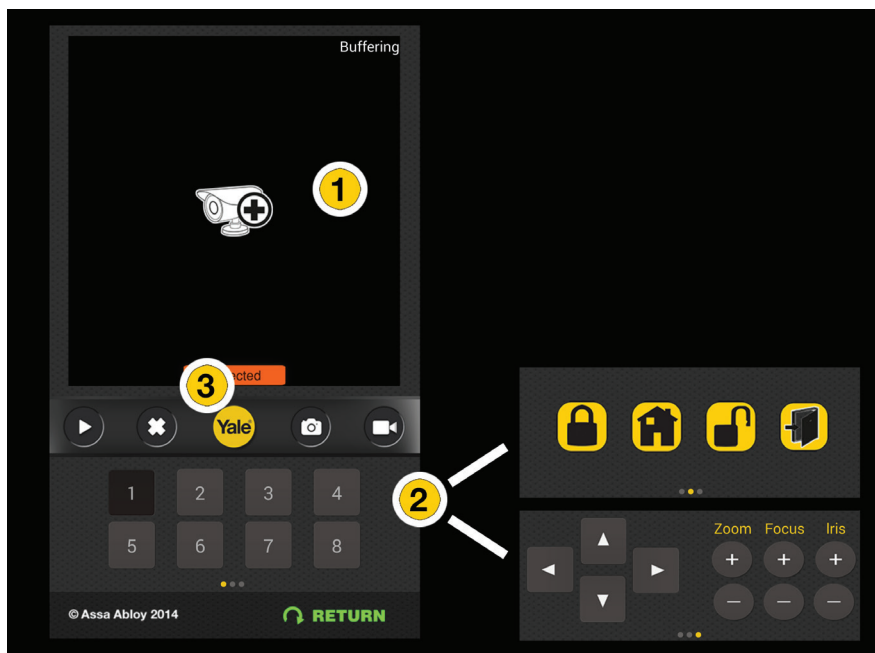 Buffering
1
3
Yale
1 2 3 4
2
5 6 7 8
Zoom Focus Iris
+ + +
− − −
© Assa Abloy 2014
RETURN